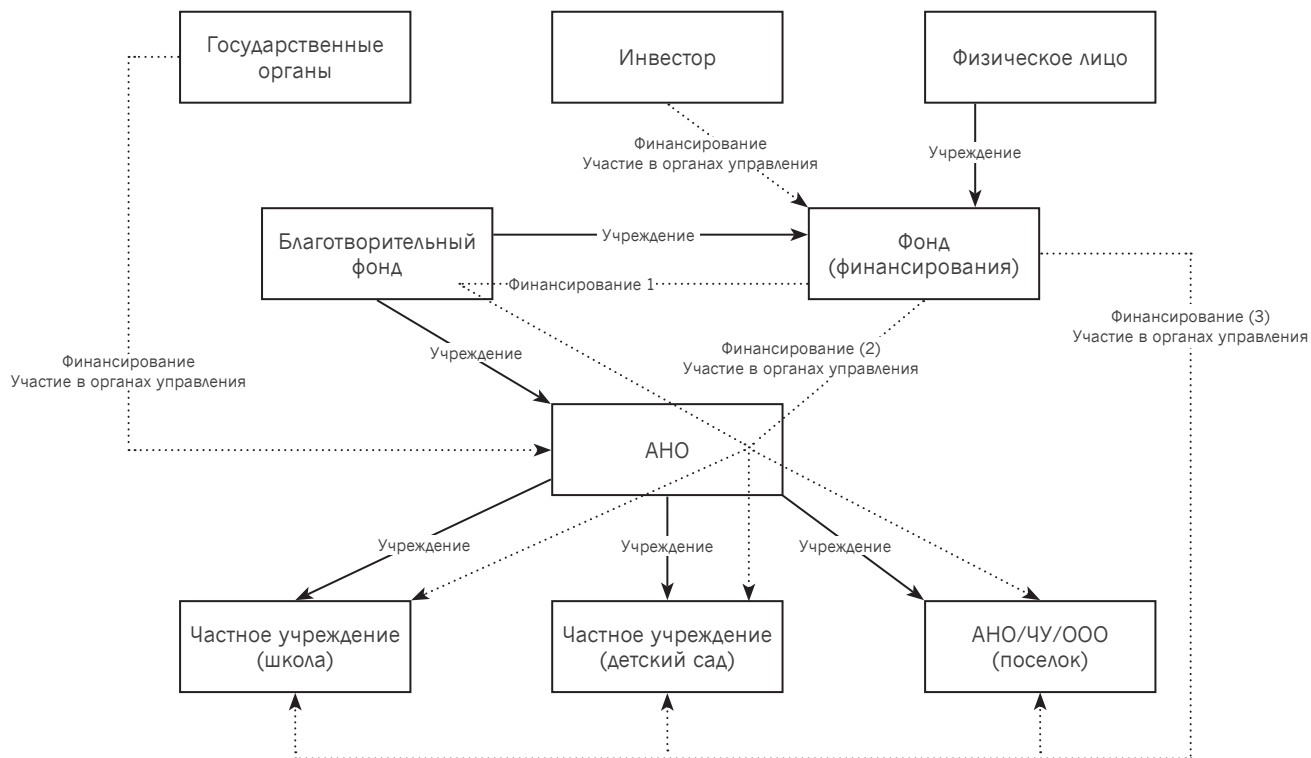 Государственные
органы
Инвестор
Физическое лицо
Финансирование
Участие в органах управления
Учреждение
Благотворительный
фонд
Учреждение
Фонд
(финансирования)
Финансирование 1
Финансирование (3)
Участие в органах управления
Учреждение
Финансирование (2)
Участие в органах управления
Финансирование
Участие в органах управления
АНО
Учреждение
Учреждение
Учреждение
Частное учреждение
(школа)
Частное учреждение
(детский сад)
АНО/ЧУ/ООО
(поселок)